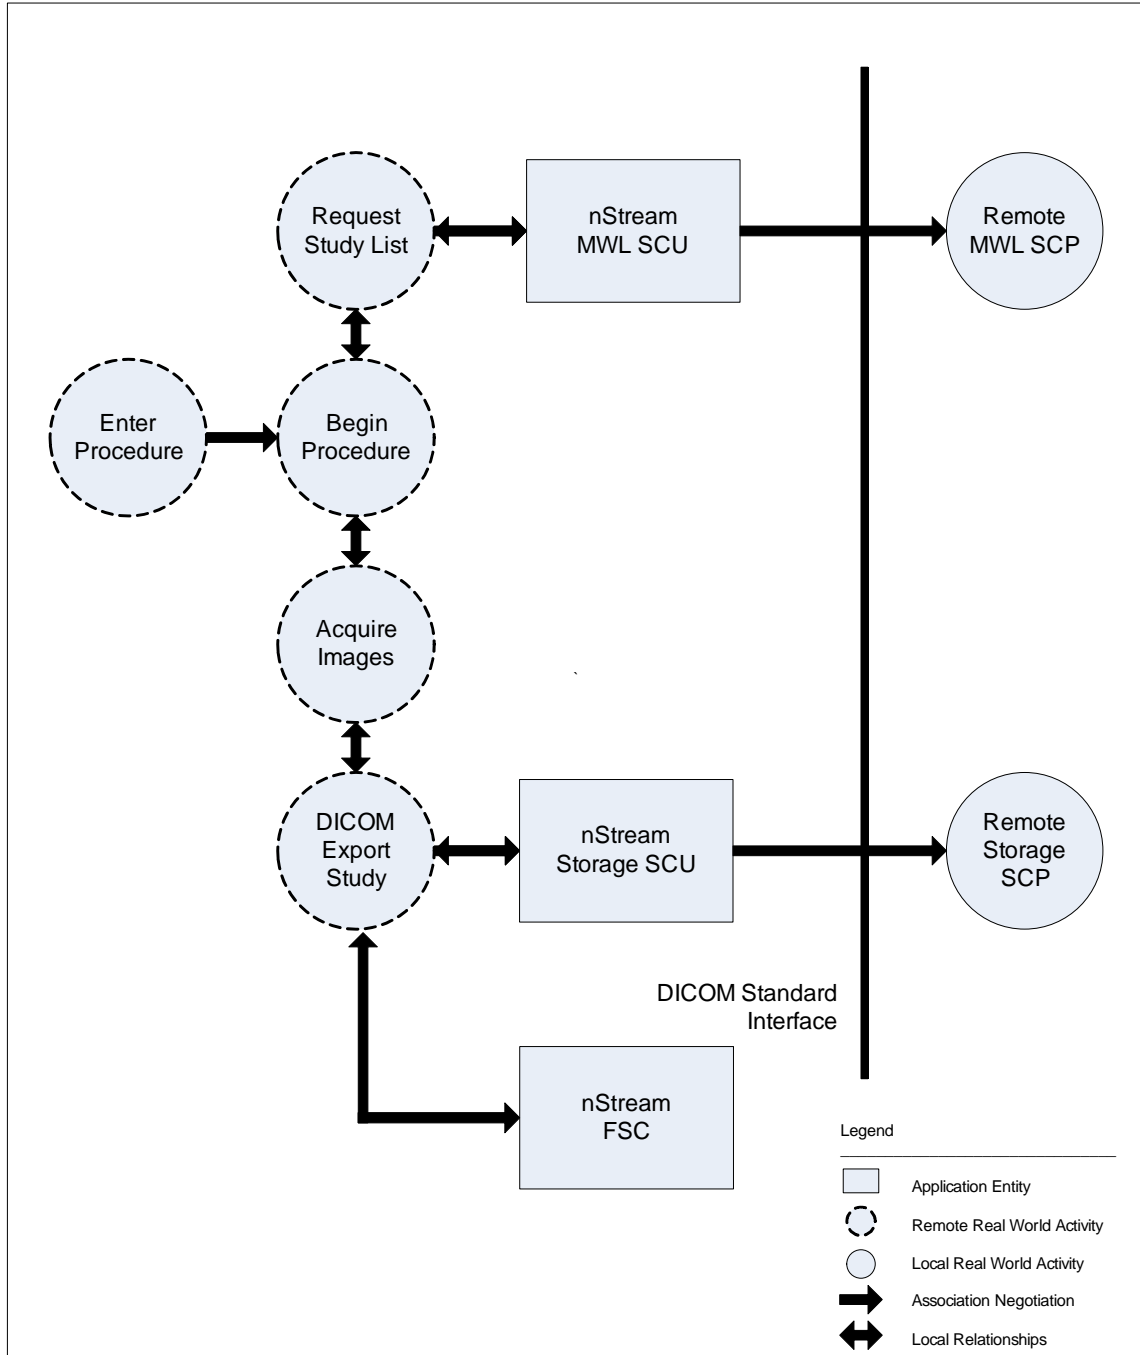 Request
Study List
nStream
MWL SCU
Remote
MWL SCP
Enter
Procedure
Begin
Procedure
Acquire
Images
`
DICOM
Export
Study
nStream
Storage SCU
Remote
Storage
SCP
DICOM Standard
Interface
nStream
FSC
Legend
Application Entity
Remote Real World Activity
Local Real World Activity
Association Negotiation
Local Relationships